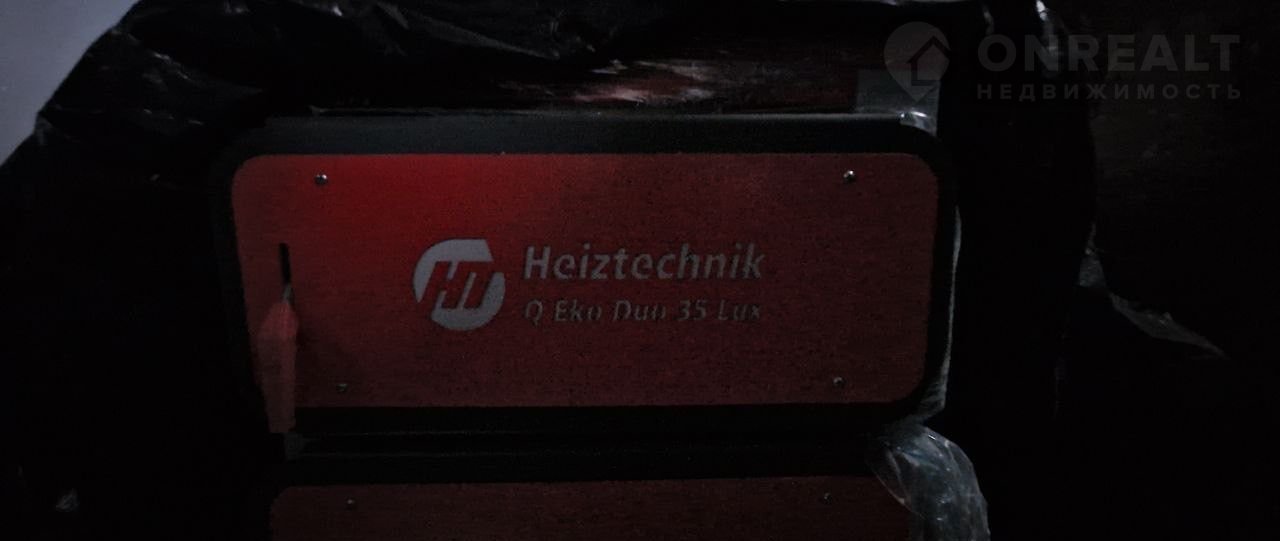 ONREALT
НЕДВИЖИМОСТЬ
Heiztechnik
Q Eko Duo 35 Lux